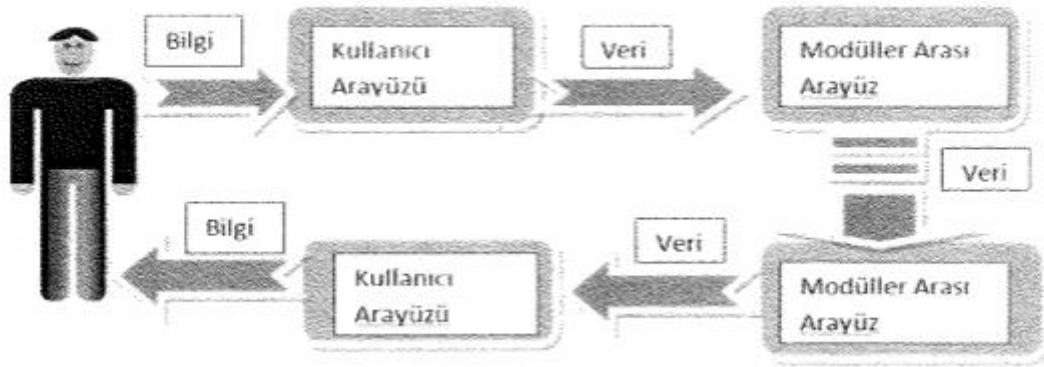 Bilgi
Kullanıcı
Arayüzü
Veri
Modüller Arası
Arayüz
Veri
Modüller Arası
Arayüz
Veri
Kullanıcı
Arayüzü
Bilgi